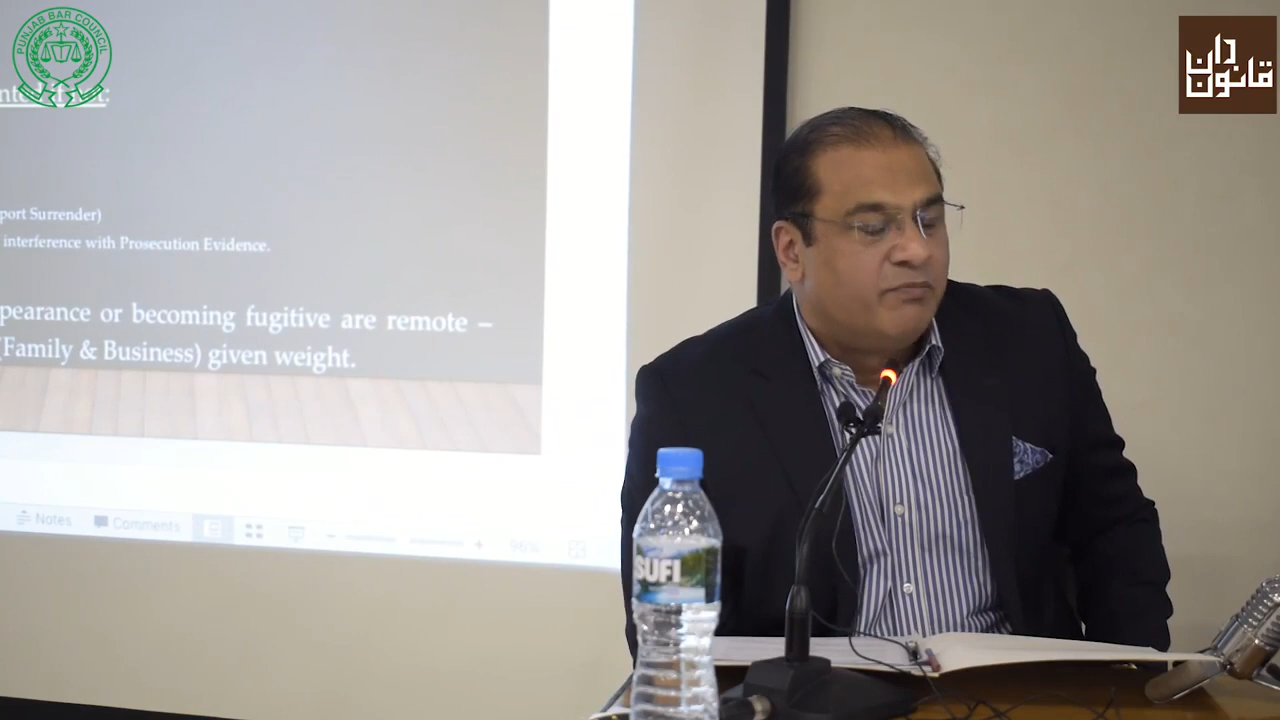 PUNJAB BAR COUNCIL
قانون دان
port Surrender)
interference with Prosecution Evidence.
pearance or becoming fugitive are remote –
(Family & Business) given weight.
Notes
Comments
96%
SUFI